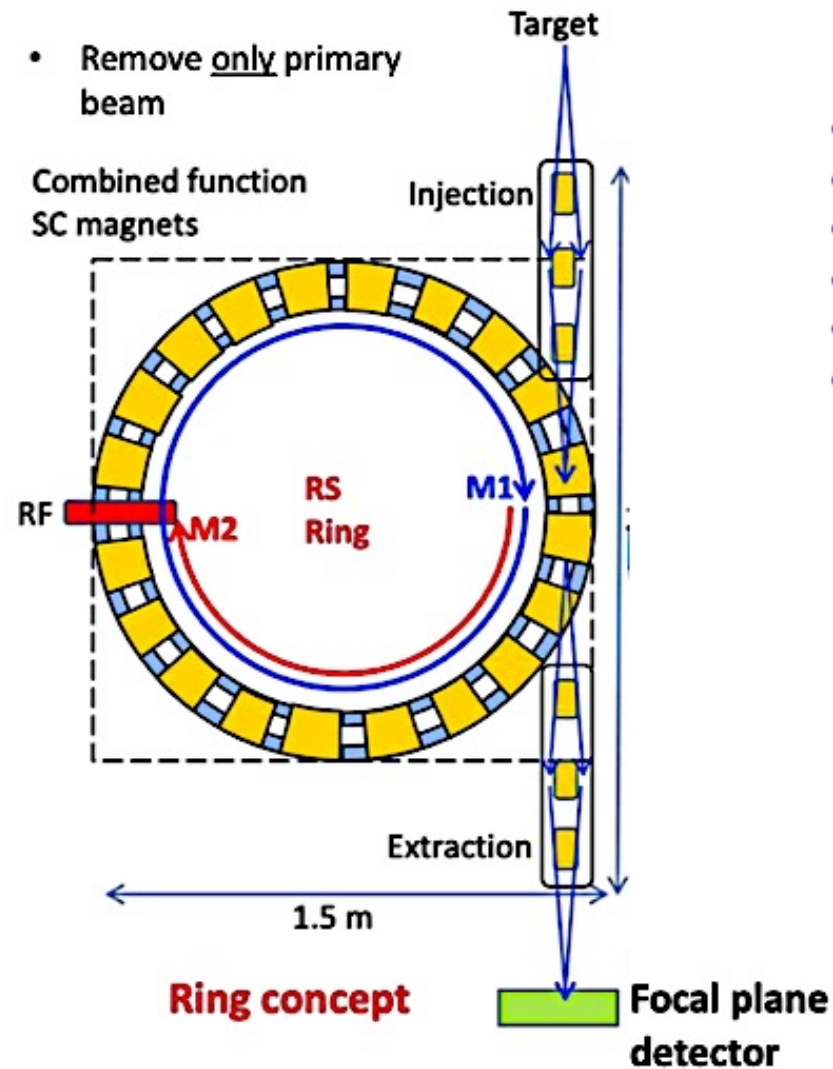 Target
• Remove only primary
beam
Combined function
SC magnets
Injection
RF
M2
RS
Ring
M1
Extraction
1.5 m
Ring concept
Focal plane
detector